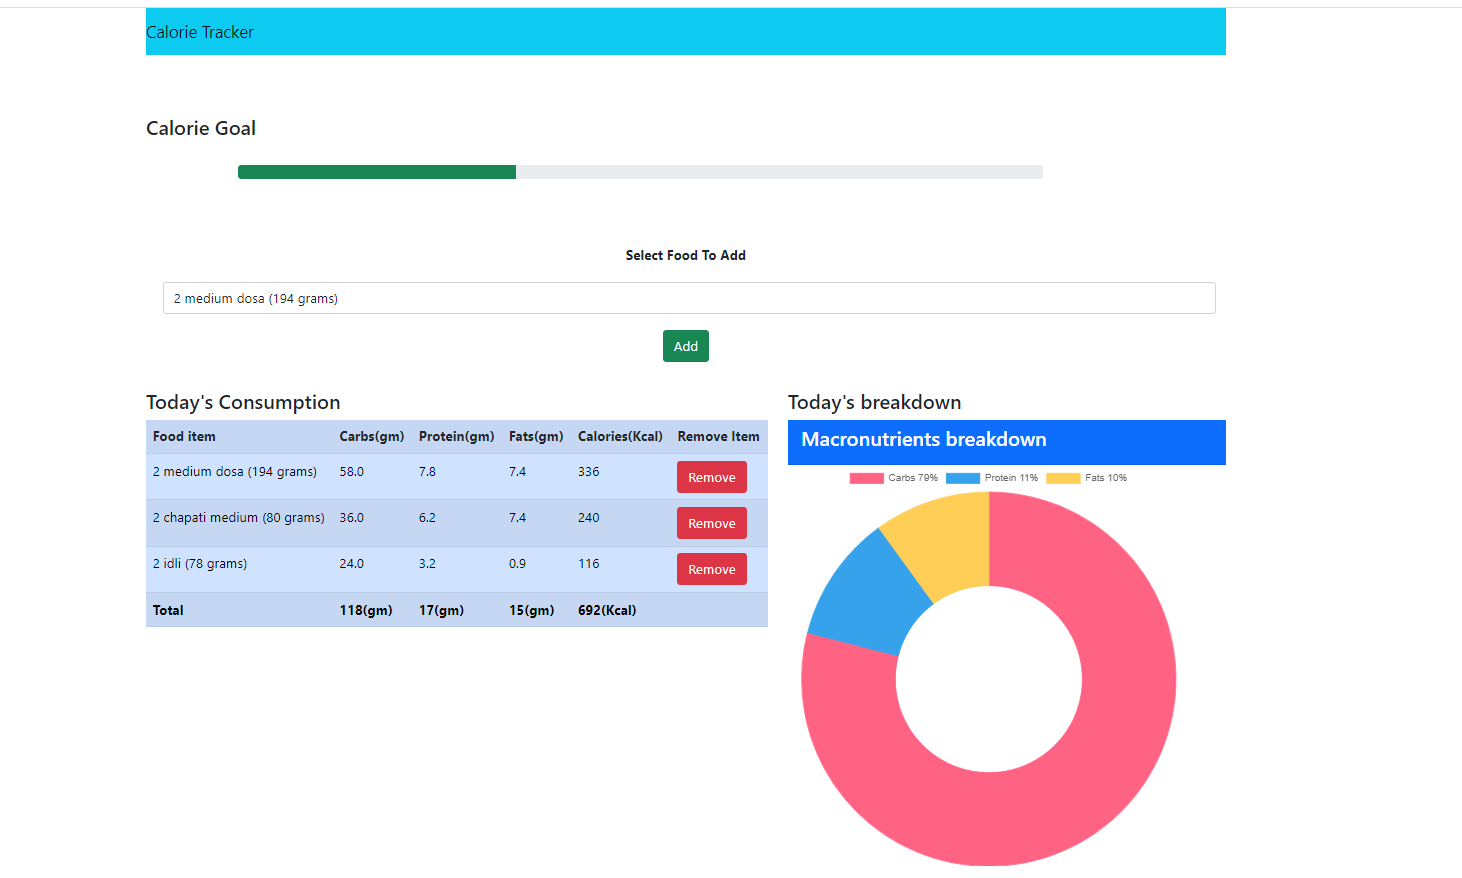 Calorie Tracker
Calorie Goal
Select Food To Add
2 medium dosa (194 grams)
Add
Today's Consumption
Food item Carbs(gm) Protein(gm) Fats(gm) Calories(Kcal) Remove Item
2 medium dosa (194 grams) 58.0 7.8 7.4 336 Remove
2 chapati medium (80 grams) 36.0 6.2 7.4 240 Remove
2 idli (78 grams) 24.0 3.2 0.9 116 Remove
Total 118(gm) 17(gm) 15(gm) 692(Kcal)
Today's breakdown
Macronutrients breakdown
Carbs 79% Protein 11% Fats 10%